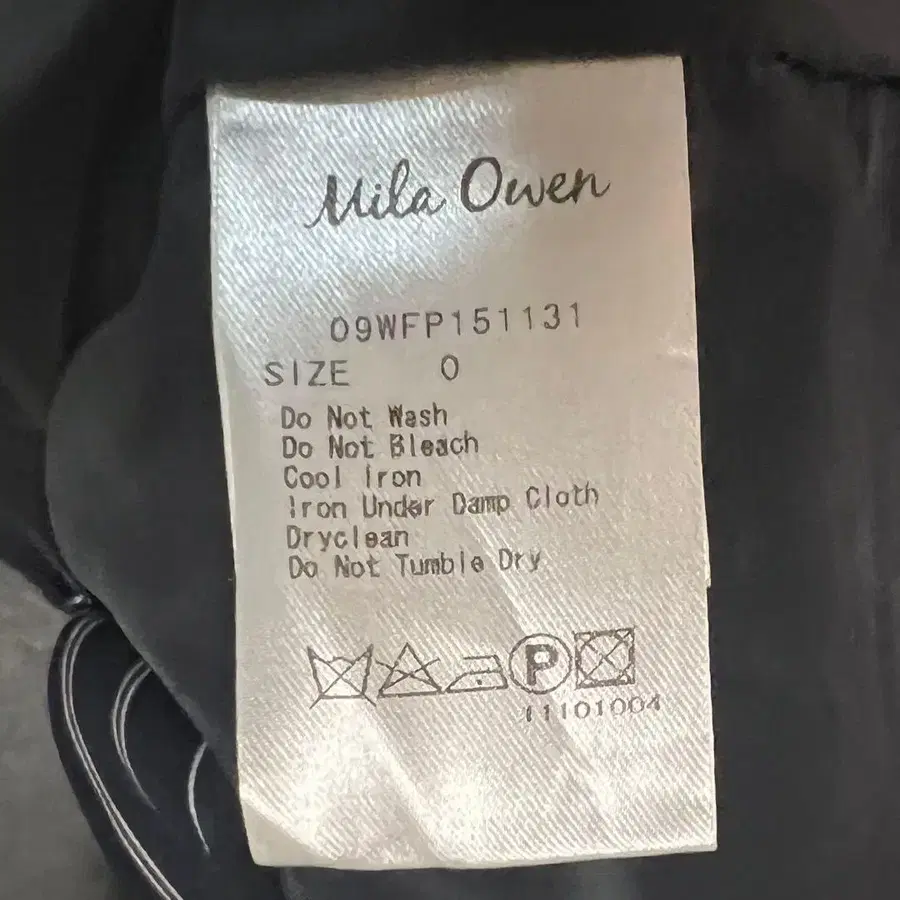 Mila Owen
09WFP151131
SIZE 0
Do Not Wash
Do Not Bleach
Cool Iron
Iron Under Damp Cloth
Dryclean
Do Not Tumble Dry
P
11101004